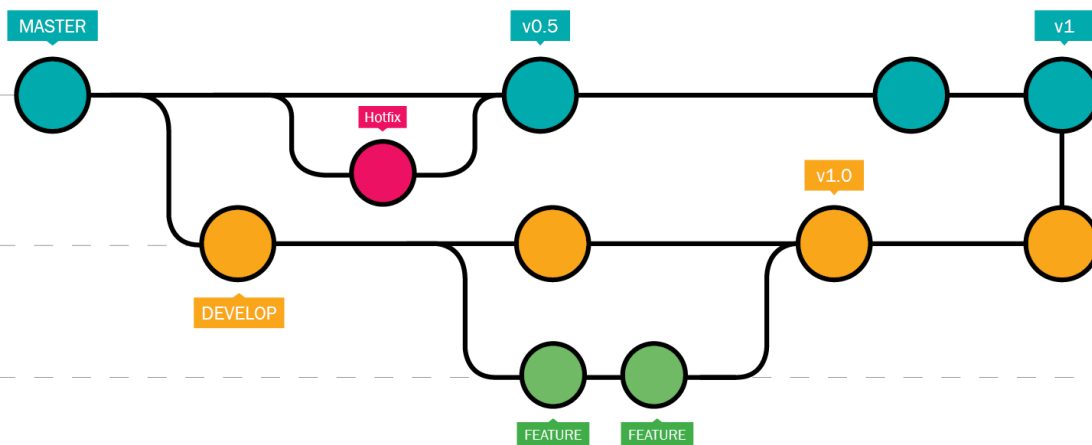 MASTER
v0.5
v1
Hotfix
v1.0
DEVELOP
FEATURE
FEATURE